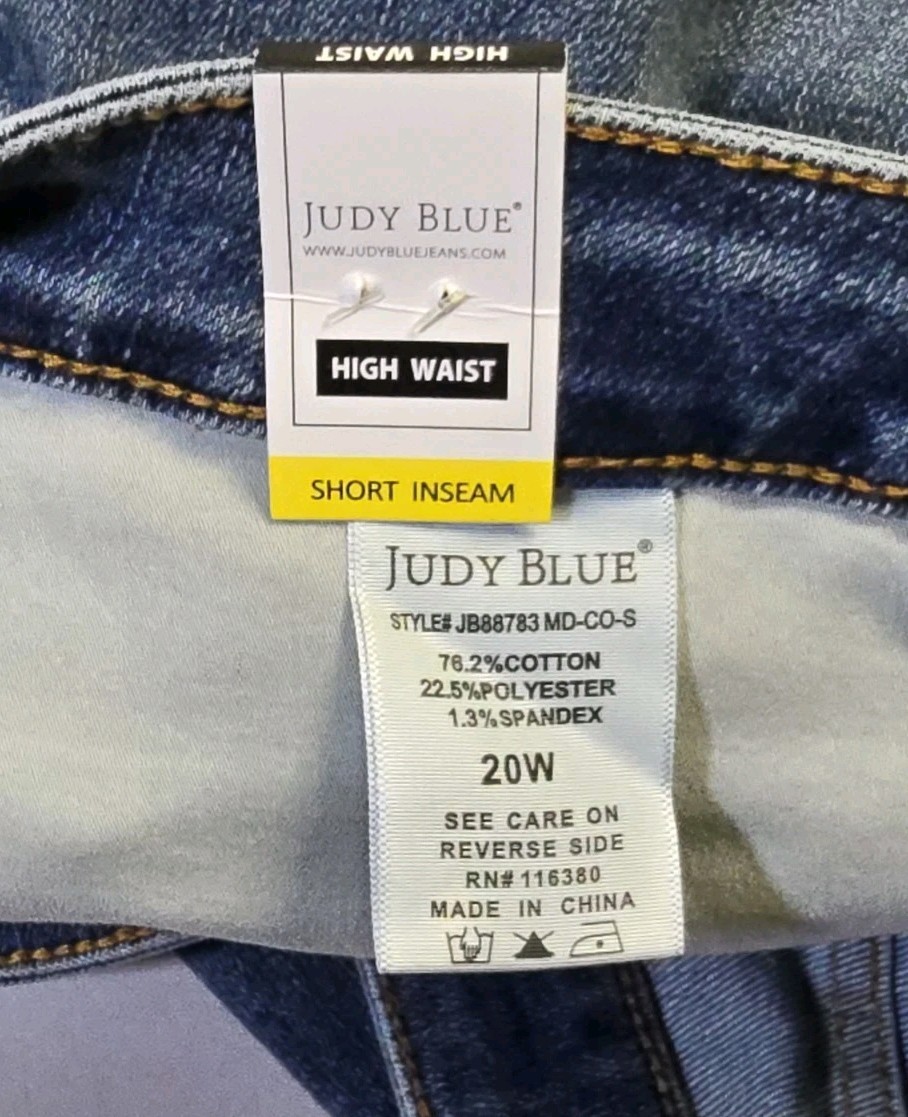 HIGH WAIST
JUDY BLUE®
WWW.JUDYBLUEJEANS.COM
HIGH WAIST
SHORT INSEAM
JUDY BLUE®
STYLE# JB88783 MD-CO-S
76.2%COTTON
22.5%POLYESTER
1.3%SPANDEX
20W
SEE CARE ON
REVERSE SIDE
RN# 116380
MADE IN CHINA